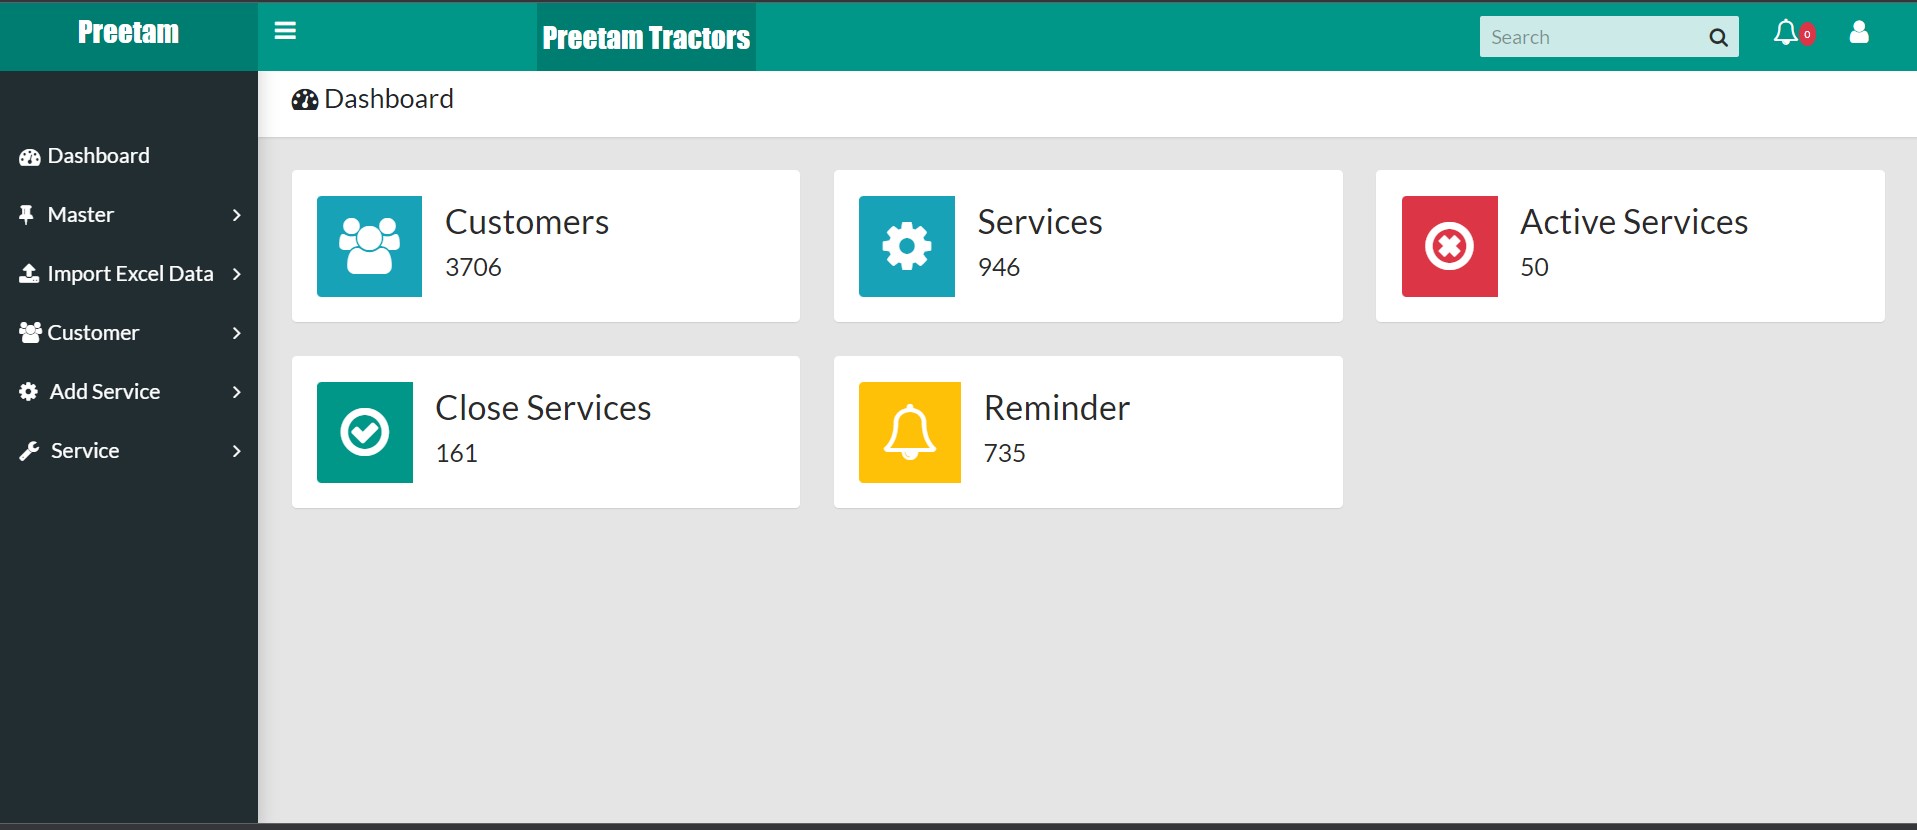 Preetam
Preetam Tractors
Search
0
Dashboard
Dashboard
Master
Import Excel Data
Customer
Add Service
Service
Customers
3706
Services
946
Active Services
50
Close Services
161
Reminder
735